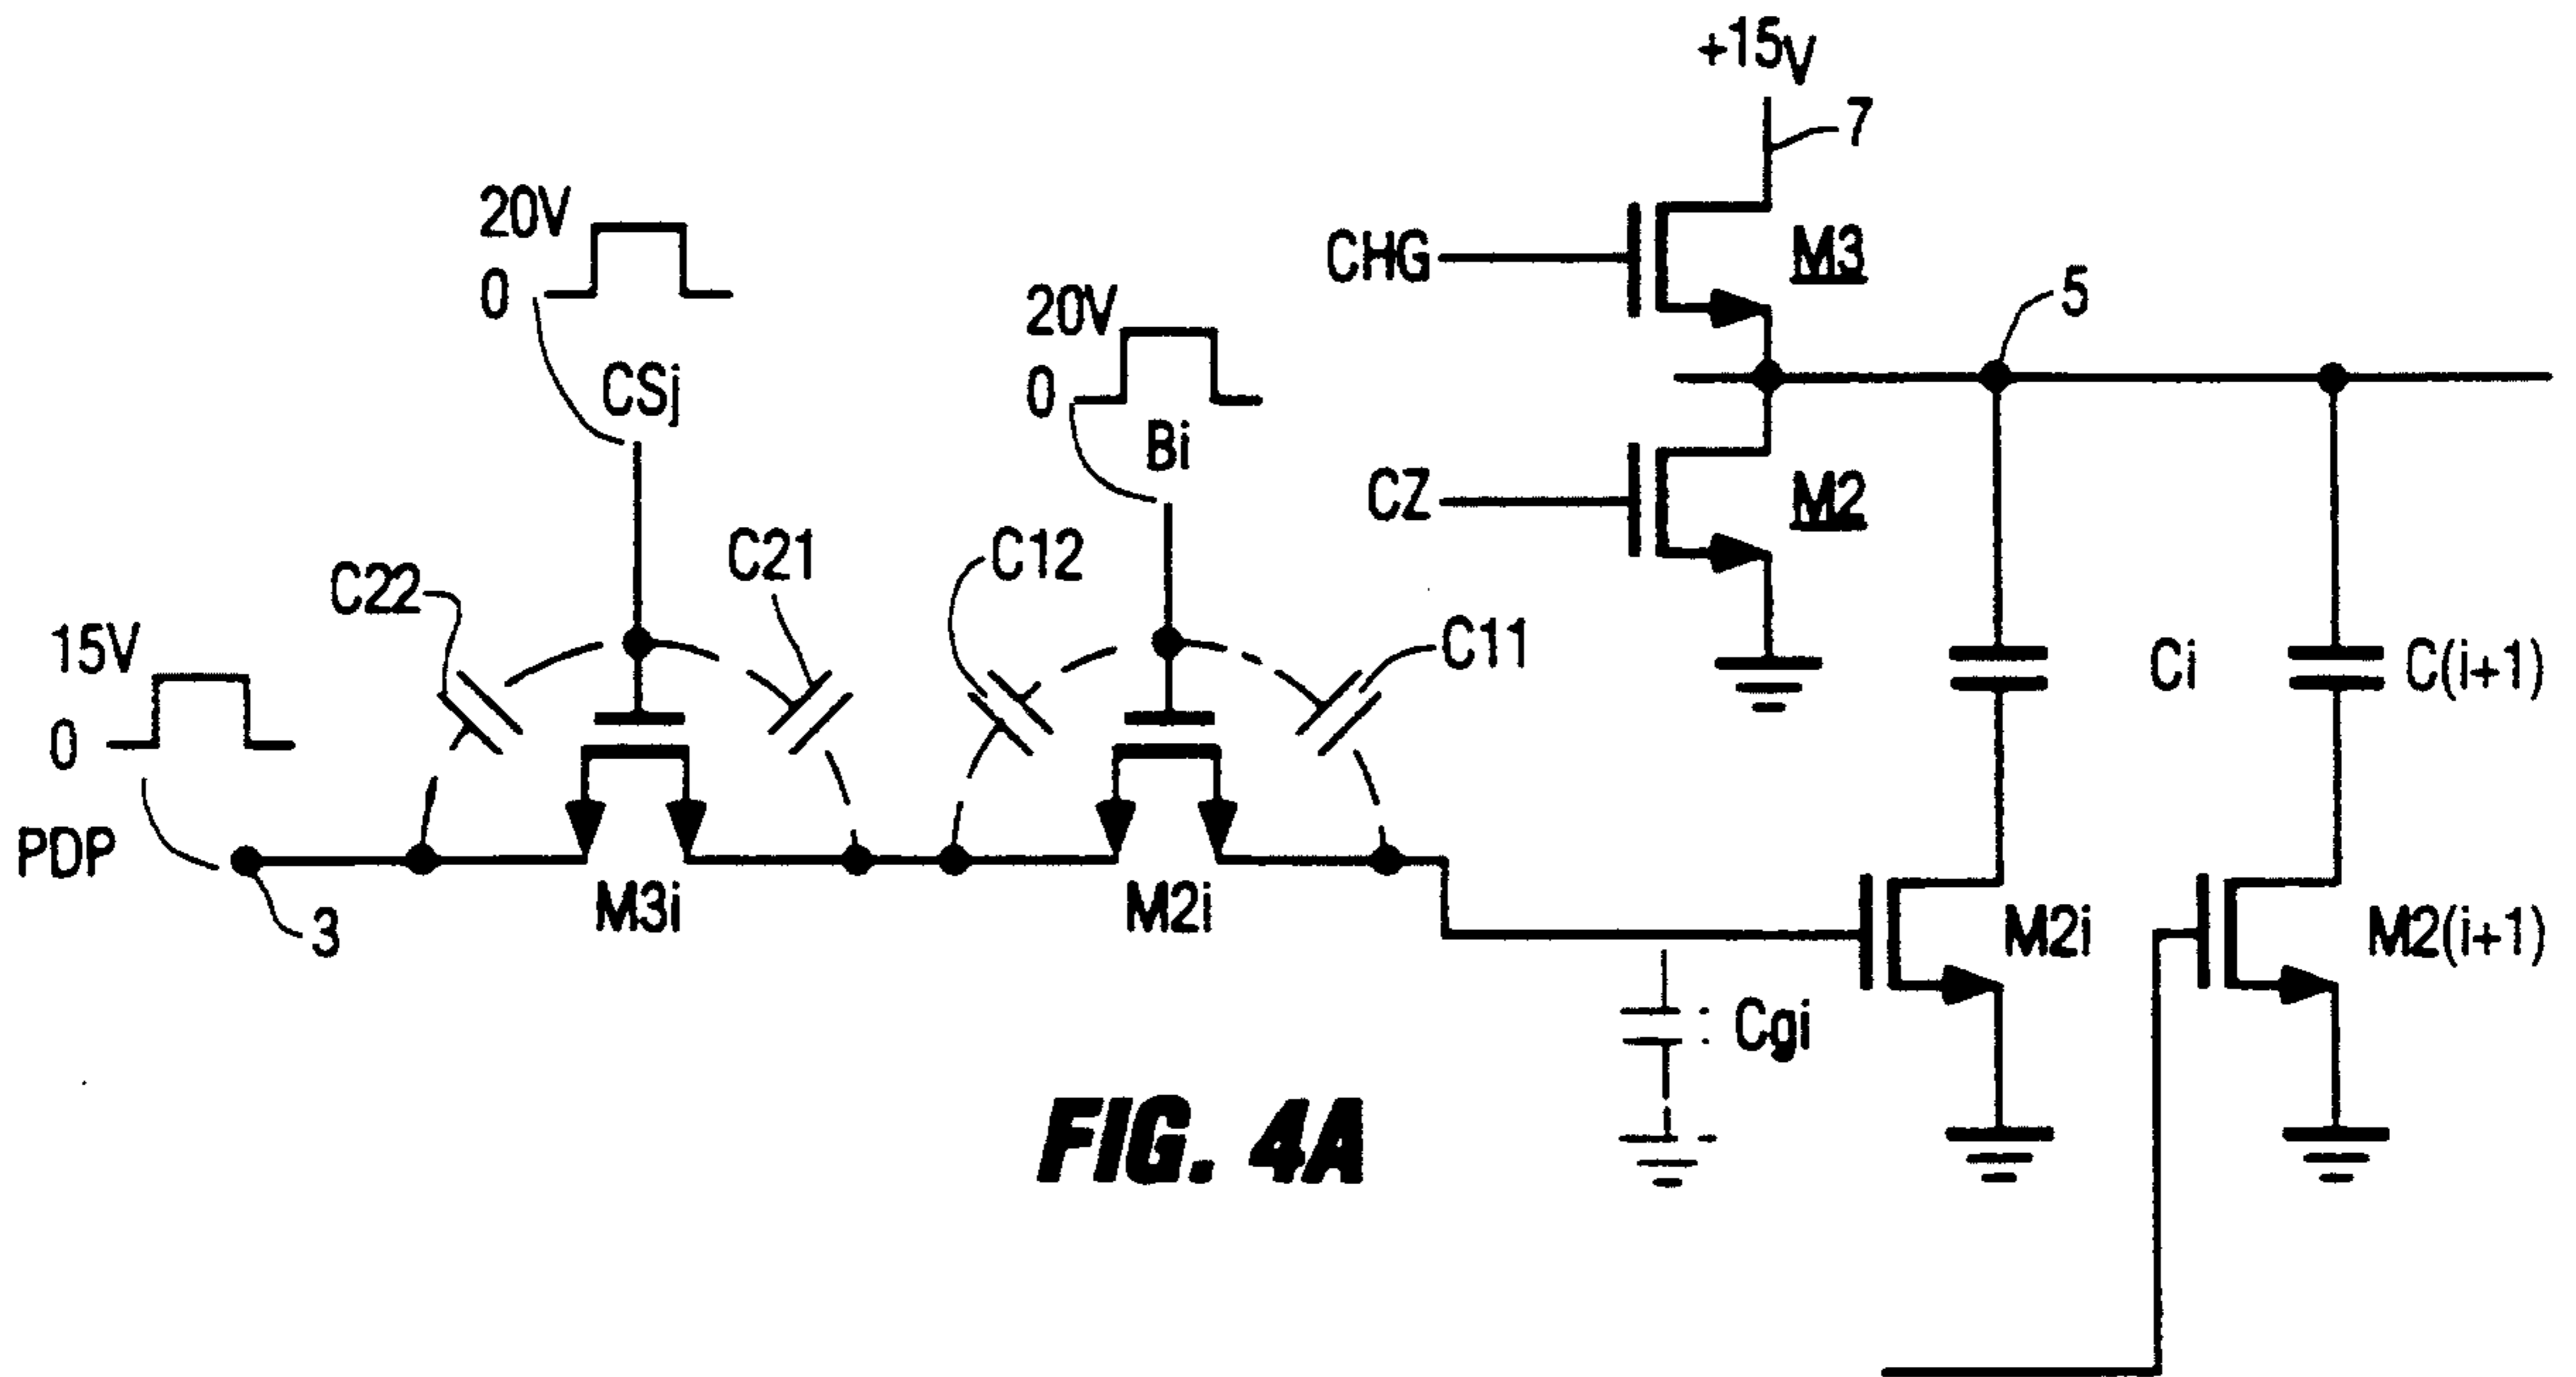 +15V
7
20V
0
CSj
CHG
M3
20V
0
Bi
5
CZ
M2
C22
C21
C12
C11
15V
0
PDP
3
M3i
M2i
Ci
C(i+1)
M2i
M2(i+1)
Cgi
FIG. 4A